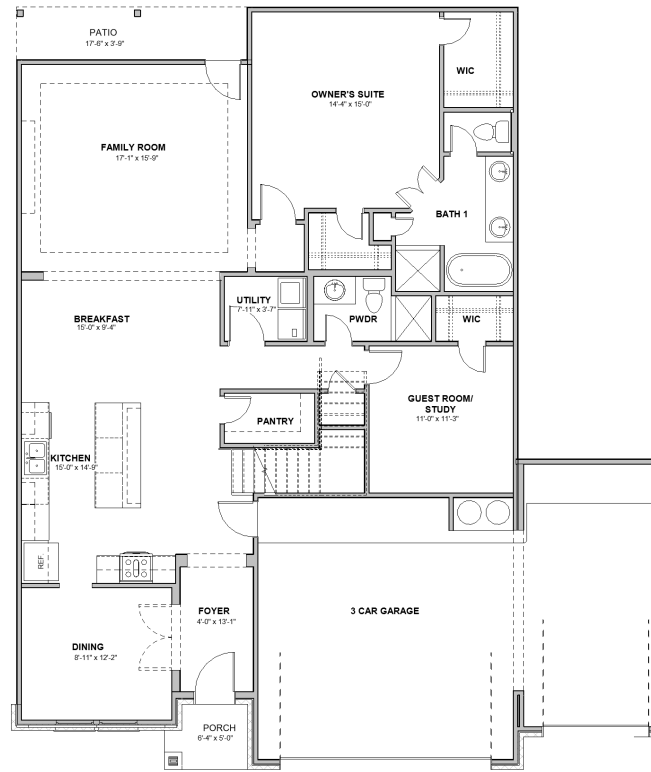 PATIO
17'-6" x 3'-9"
WIC
OWNER'S SUITE
14'-4" x 15'-0"
FAMILY ROOM
17'-1" x 15'-9"
BATH 1
UTILITY
7'-11" x 3'-7"
BREAKFAST
15'-0" x 9'-4"
PWDR
WIC
GUEST ROOM/
STUDY
11'-0" x 11'-3"
PANTRY
KITCHEN
15'-0" x 14'-9"
REF.
FOYER
4'-0" x 13'-1"
3 CAR GARAGE
DINING
8'-11" x 12'-2"
PORCH
6'-4" x 5'-0"